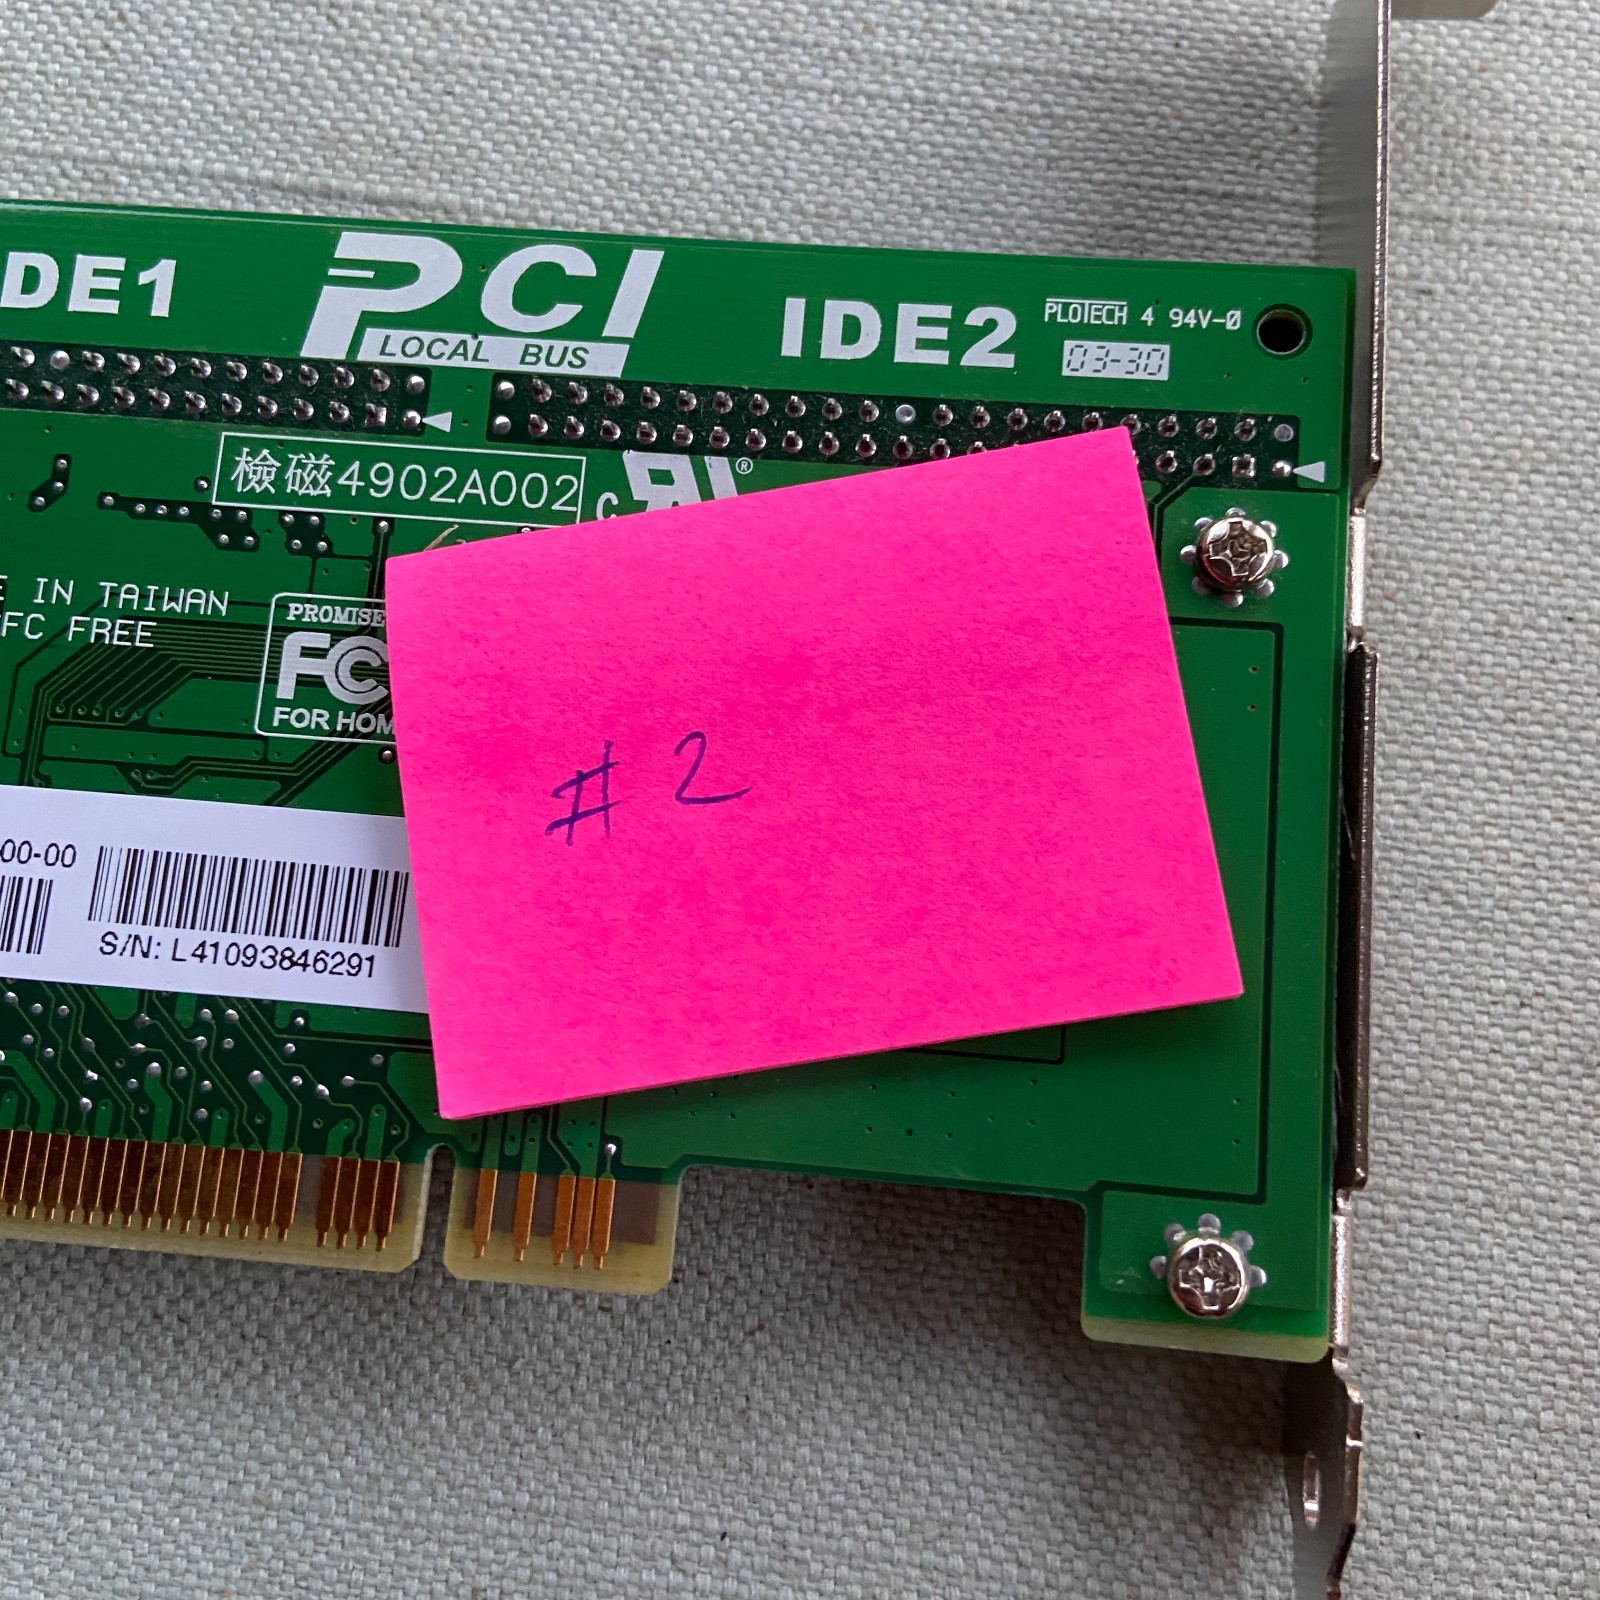 DE1
PCI
LOCAL BUS
IDE2
PLOTECH 4 94V-0
03-30
檢磁4902A002
®
IN TAIWAN
FC FREE
PROMISE
FC
FOR
00-00
S/N: L41093846291
# 2